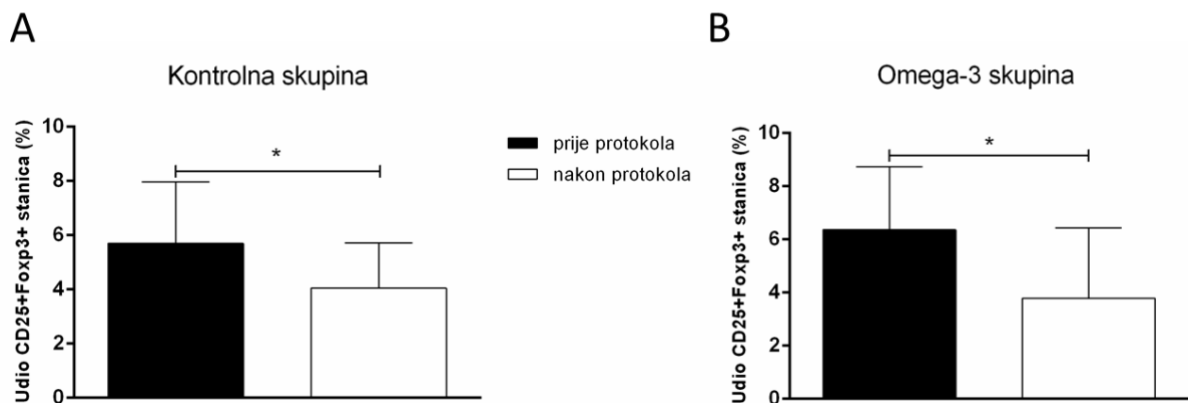 A
Kontrolna skupina
Udio CD25+Foxp3+ stanica (%)
10
8
6
4
2
0
*
prije protokola
nakon protokola
B
Omega-3 skupina
Udio CD25+Foxp3+ stanica (%)
10
8
6
4
2
0
*